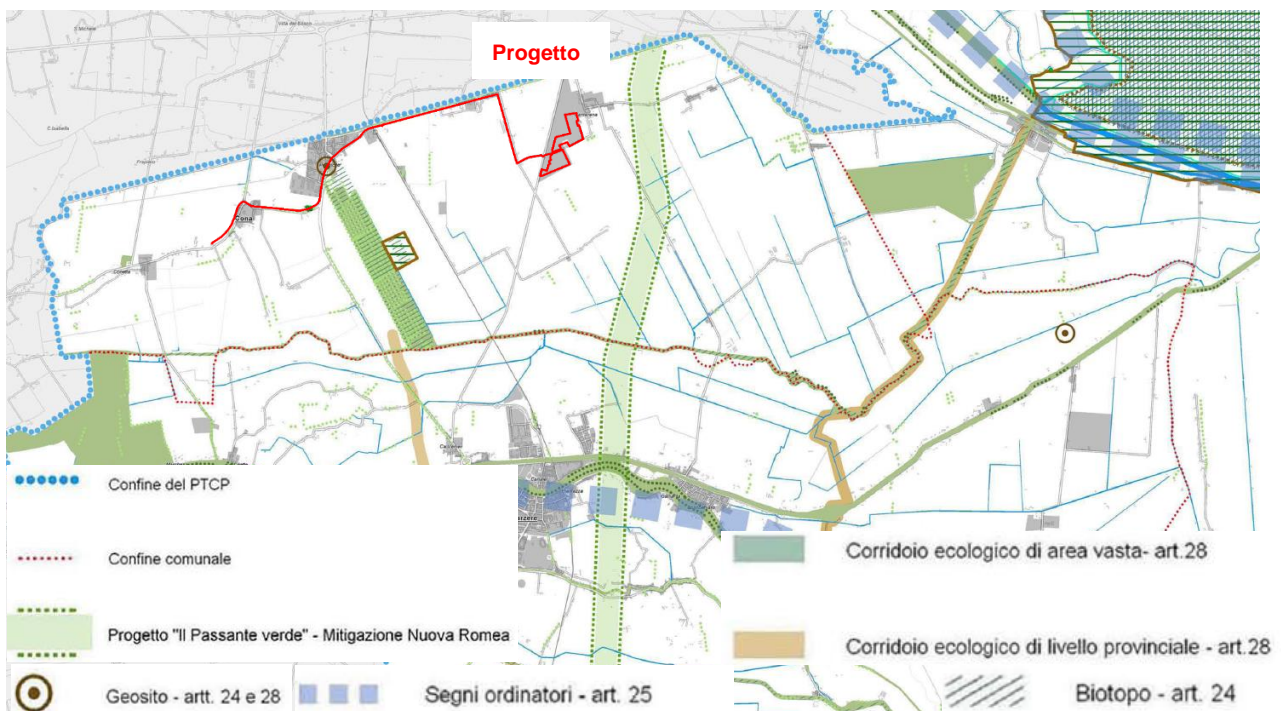 Progetto
Cona
Confine del PTCP
Confine comunale
Progetto "Il Passante verde" - Mitigazione Nuova Romea
Corridoio ecologico di area vasta- art.28
Corridoio ecologico di livello provinciale - art.28
Geosito - artt. 24 e 28
Segni ordinatori - art. 25
Biotopo - art. 24